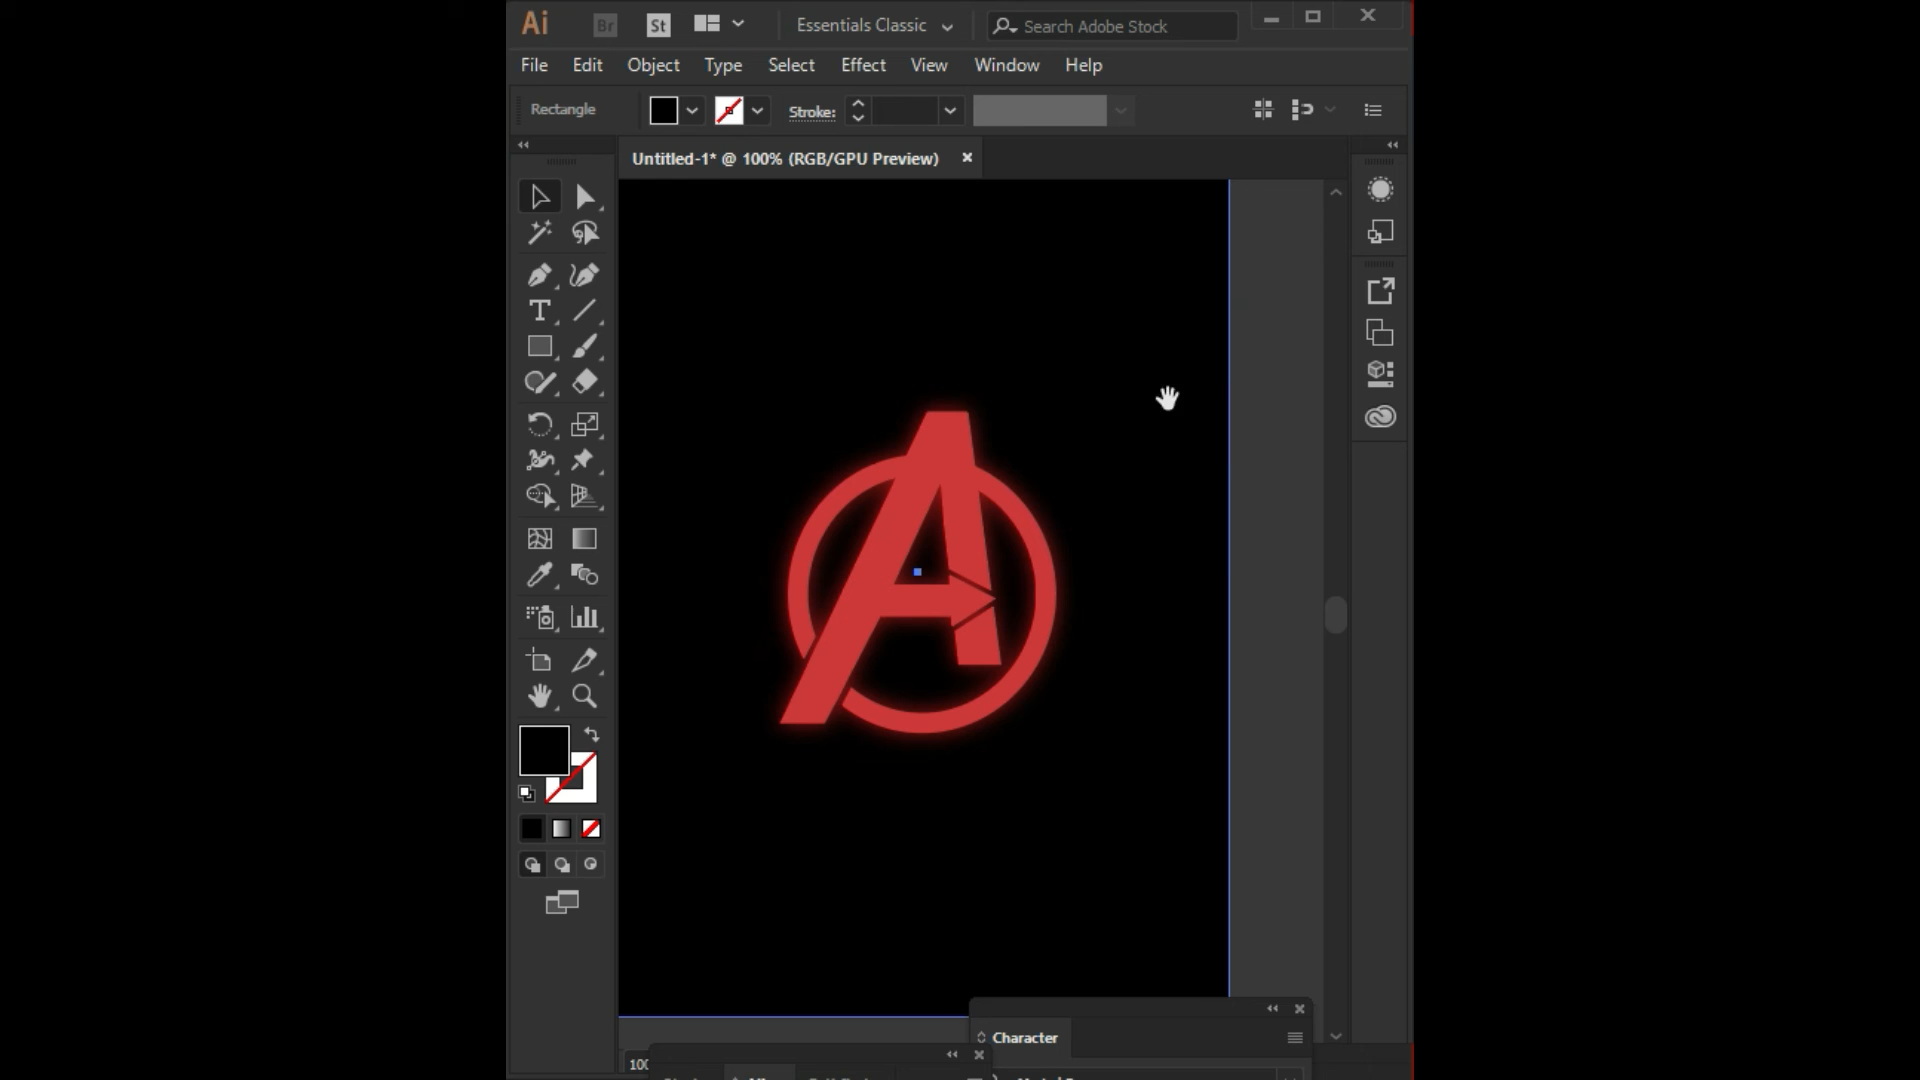 Ai Br St Essentials Classic Search Adobe Stock
File Edit Object Type Select Effect View Window Help
Rectangle Stroke:
Untitled-1* @ 100% (RGB/GPU Preview)
Character
100